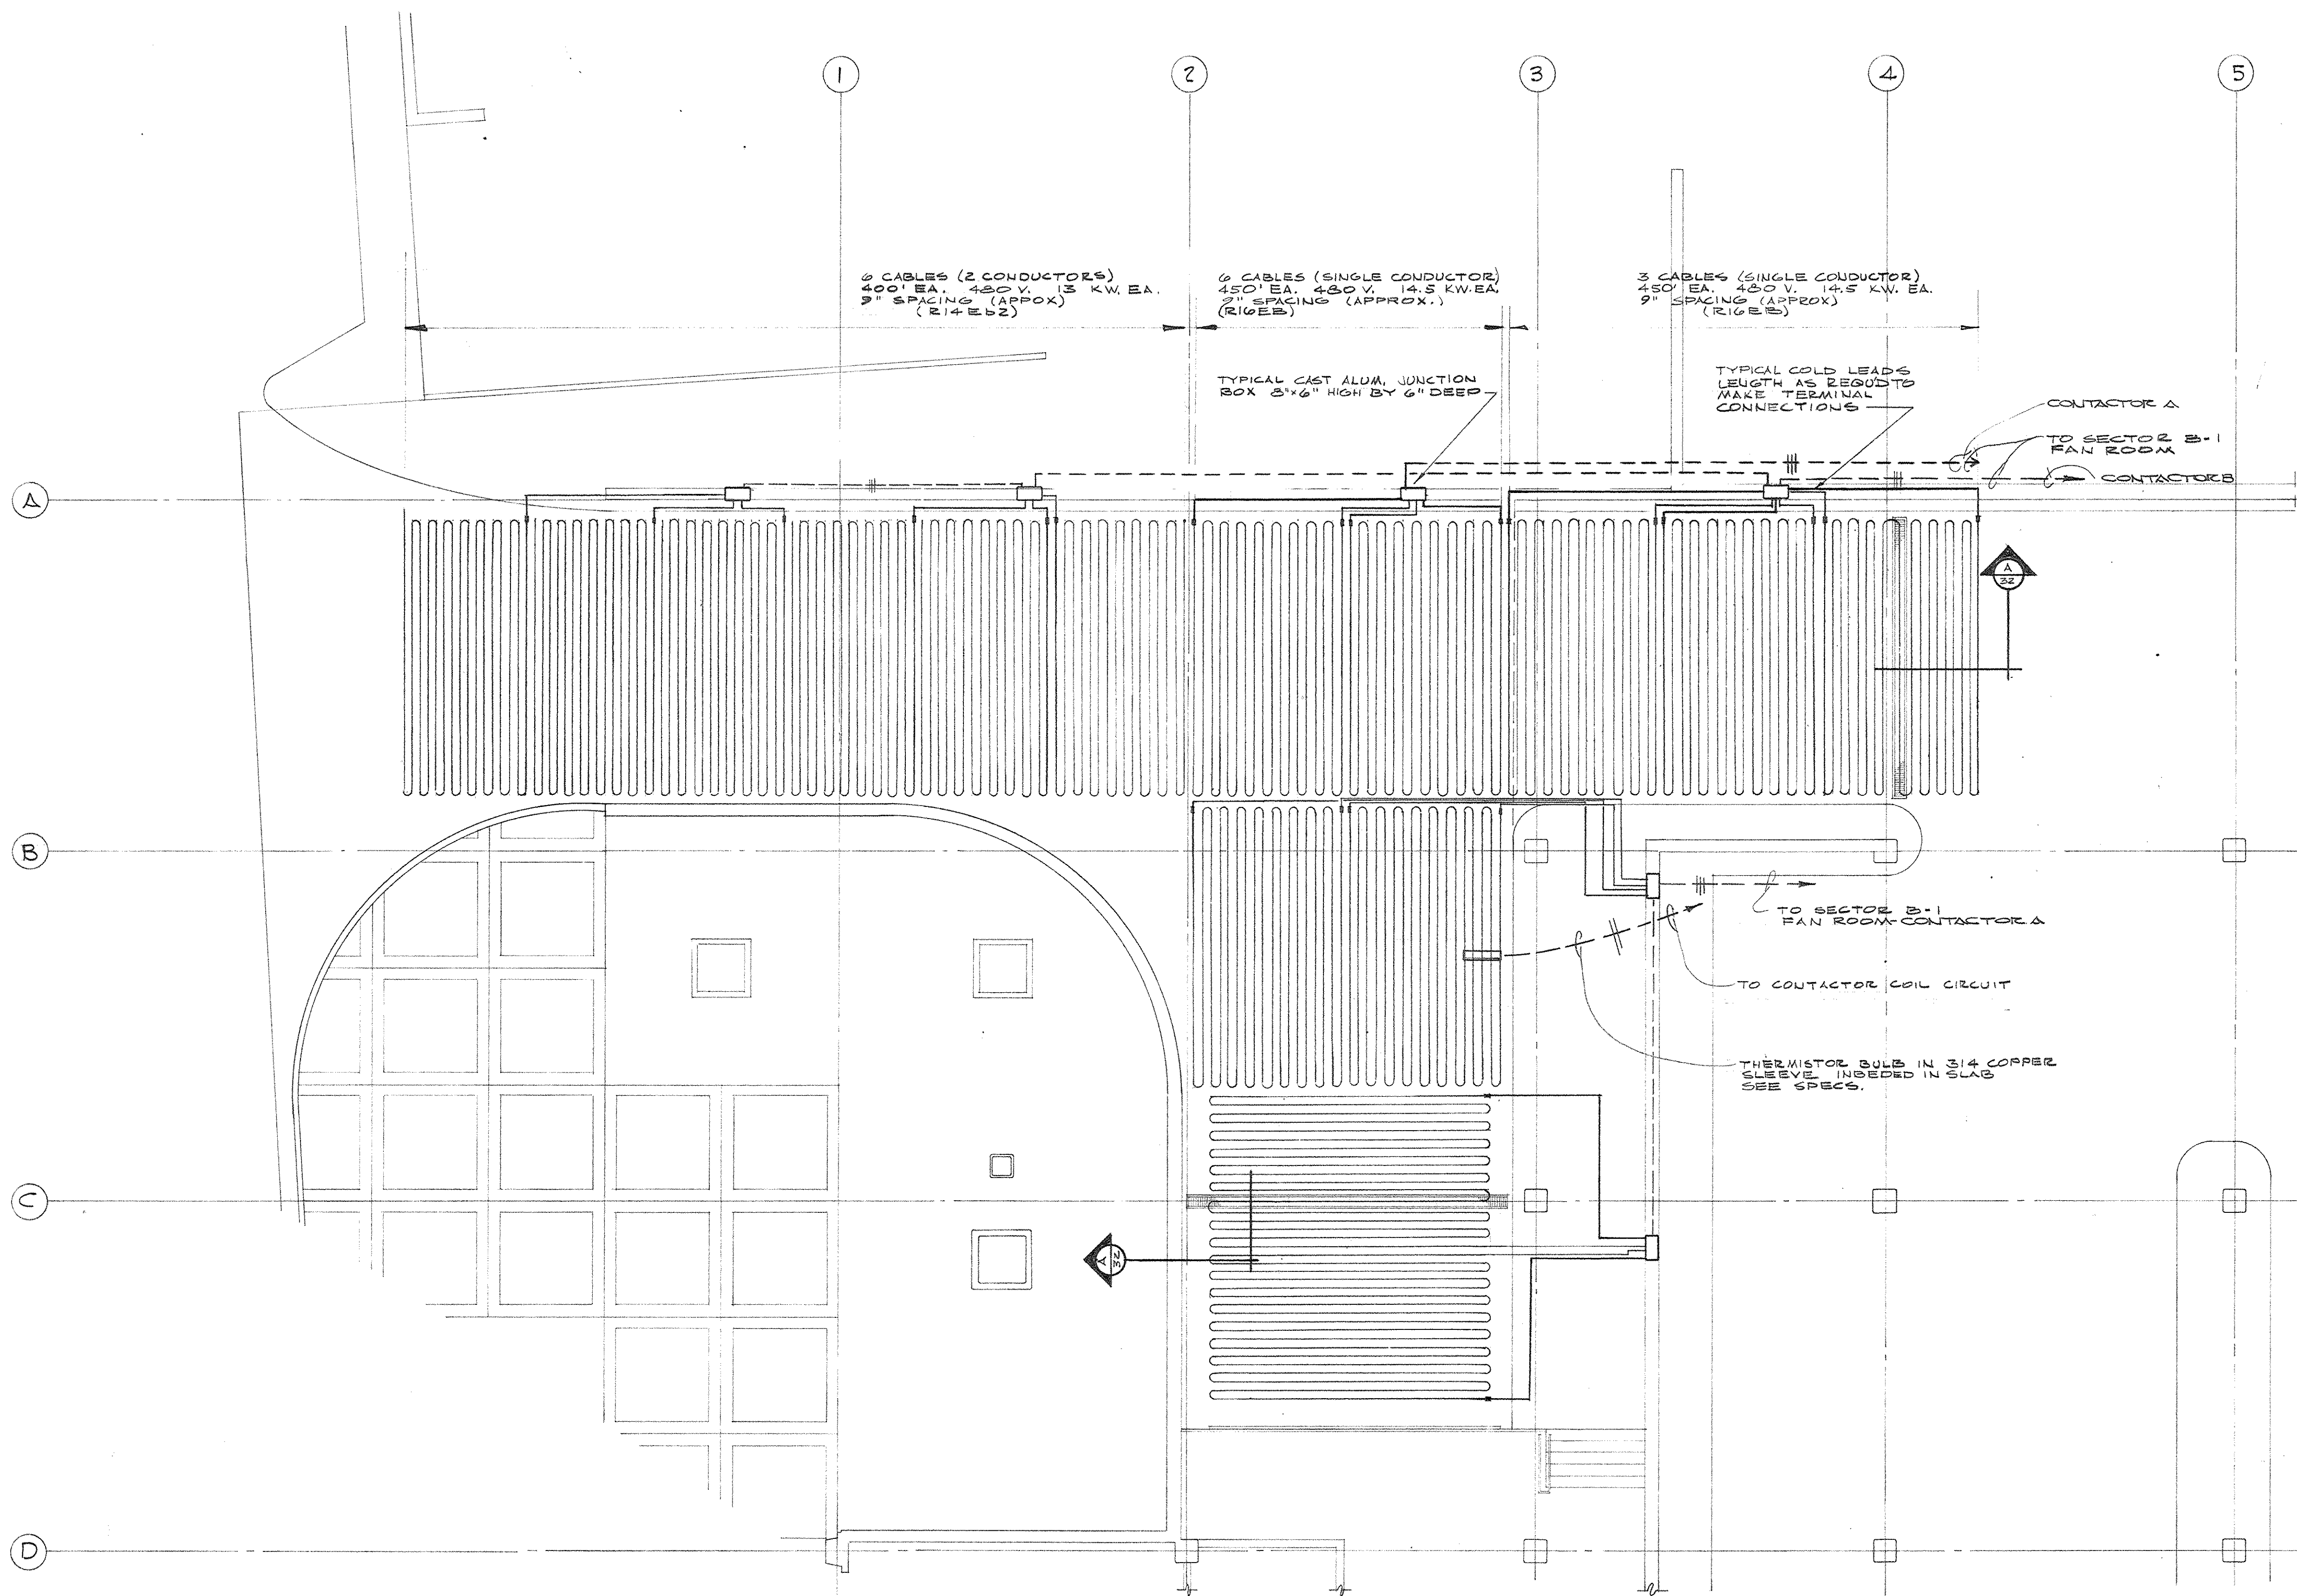 1
2
3
4
5
6 CABLES (2 CONDUCTORS)
400' EA. 480 V. 13 KW. EA.
9" SPACING (APPOX)
(R14Eb2)
6 CABLES (SINGLE CONDUCTOR)
450' EA. 480 V. 14.5 KW. EA.
9" SPACING (APPROX.)
(R16EB)
3 CABLES (SINGLE CONDUCTOR)
450' EA. 480 V. 14.5 KW. EA.
9" SPACING (APPROX)
(R16EB)
TYPICAL CAST ALUM. JUNCTION
BOX 8"x6" HIGH BY 6" DEEP
TYPICAL COLD LEADS
LENGTH AS REQU'D TO
MAKE TERMINAL
CONNECTIONS
CONTACTOR A
TO SECTOR B-1
FAN ROOM
CONTACTOR B
A
A
32
B
TO SECTOR B-1
FAN ROOM-CONTACTOR A
TO CONTACTOR COIL CIRCUIT
THERMISTOR BULB IN 314 COPPER
SLEEVE INBEDED IN SLAB
SEE SPECS.
C
A
32
D